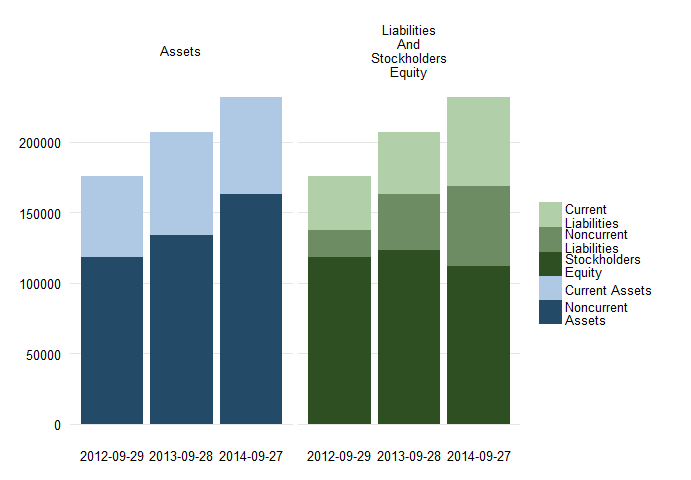 Assets
Liabilities
And
Stockholders
Equity
200000
150000
100000
50000
0
2012-09-29 2013-09-28 2014-09-27
2012-09-29 2013-09-28 2014-09-27
Current
Liabilities
Noncurrent
Liabilities
Stockholders
Equity
Current Assets
Noncurrent
Assets